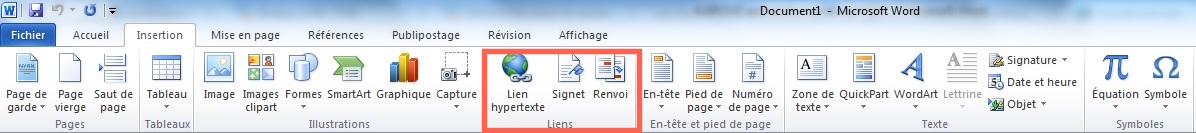 Document1 - Microsoft Word
Fichier Accueil Insertion Mise en page Références Publipostage Révision Affichage
Page de garde
Page vierge
Saut de page
Pages
Tableau
Tableaux
Image
Images clipart
Formes
SmartArt
Graphique
Capture
Illustrations
Lien hypertexte
Signet
Renvoi
Liens
En-tête
Pied de page
Numéro de page
En-tête et pied de page
Zone de texte
QuickPart
WordArt
Lettrine
Signature
Date et heure
Objet
Texte
Équation
Symbole
Symboles